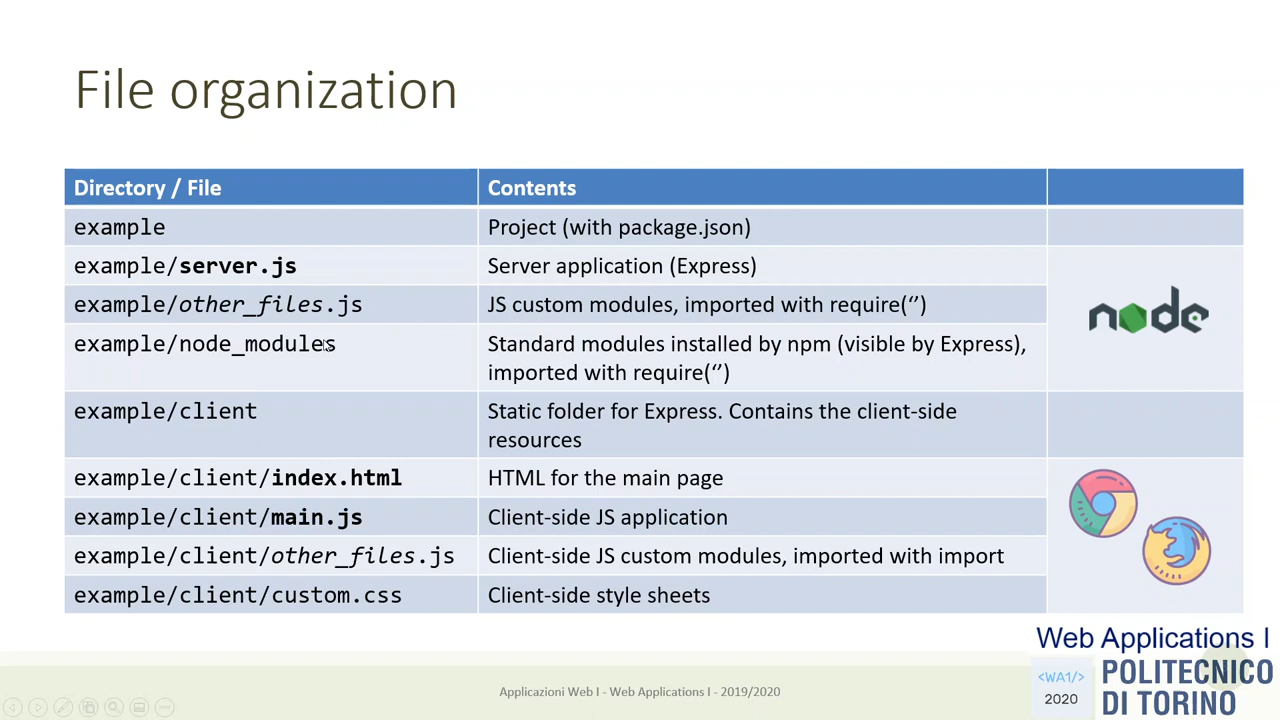 File organization
Directory / File
Contents
example
Project (with package.json)
example/server.js
Server application (Express)
example/other_files.js
JS custom modules, imported with require(‘’)
example/node_modules
Standard modules installed by npm (visible by Express),
imported with require(‘’)
example/client
Static folder for Express. Contains the client-side
resources
example/client/index.html
HTML for the main page
example/client/main.js
Client-side JS application
example/client/other_files.js
Client-side JS custom modules, imported with import
example/client/custom.css
Client-side style sheets
node
Applicazioni Web I - Web Applications I - 2019/2020
Web Applications I
<WA1/>
2020
POLITECNICO
DI TORINO